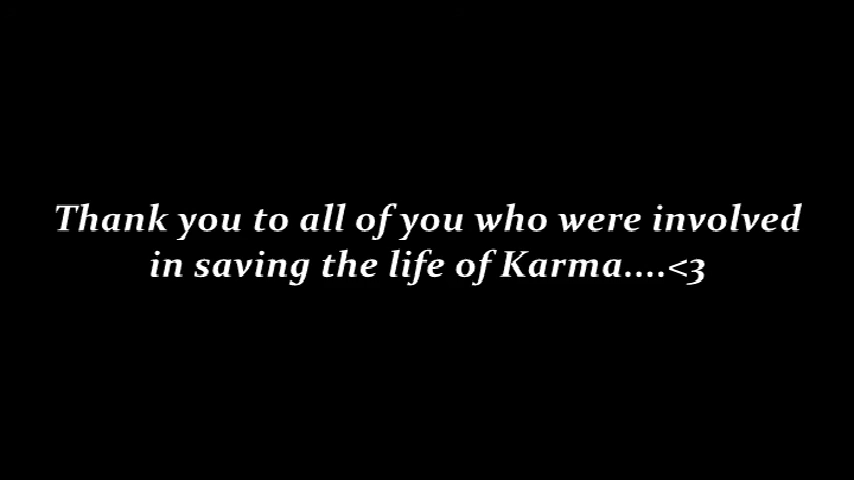 Thank you to all of you who were involved
in saving the life of Karma....<3